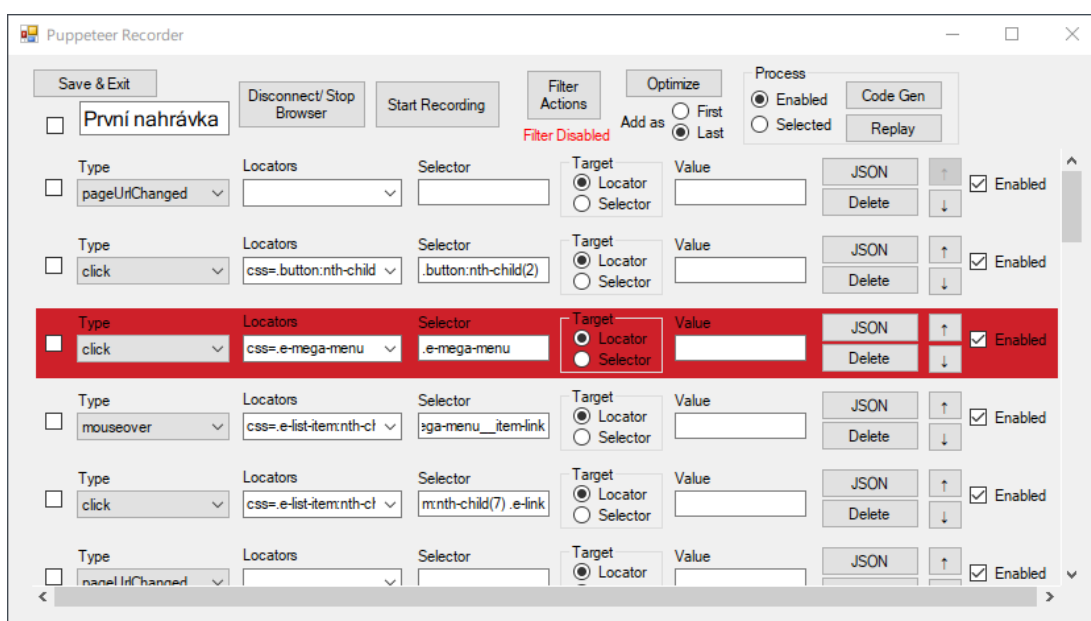 Puppeteer Recorder
Save & Exit
První nahrávka
Disconnect/ Stop
Browser
Start Recording
Filter
Actions
Filter Disabled
Optimize
Add as
First
Last
Process
Enabled
Selected
Code Gen
Replay
Type Locators Selector Target Value
pageUrlChanged
Locator
Selector
JSON
Delete
↑
↓
Enabled
Type Locators Selector Target Value
click css=.button:nth-child .button:nth-child(2)
Locator
Selector
JSON
Delete
↑
↓
Enabled
Type Locators Selector Target Value
click css=.e-mega-menu .e-mega-menu
Locator
Selector
JSON
Delete
↑
↓
Enabled
Type Locators Selector Target Value
mouseover css=.e-list-item:nth-ch ega-menu__item-link
Locator
Selector
JSON
Delete
↑
↓
Enabled
Type Locators Selector Target Value
click css=.e-list-item:nth-ch m:nth-child(7) .e-link
Locator
Selector
JSON
Delete
↑
↓
Enabled
Type Locators Selector Target Value
pageUrlChanged
Locator
JSON
↑
Enabled